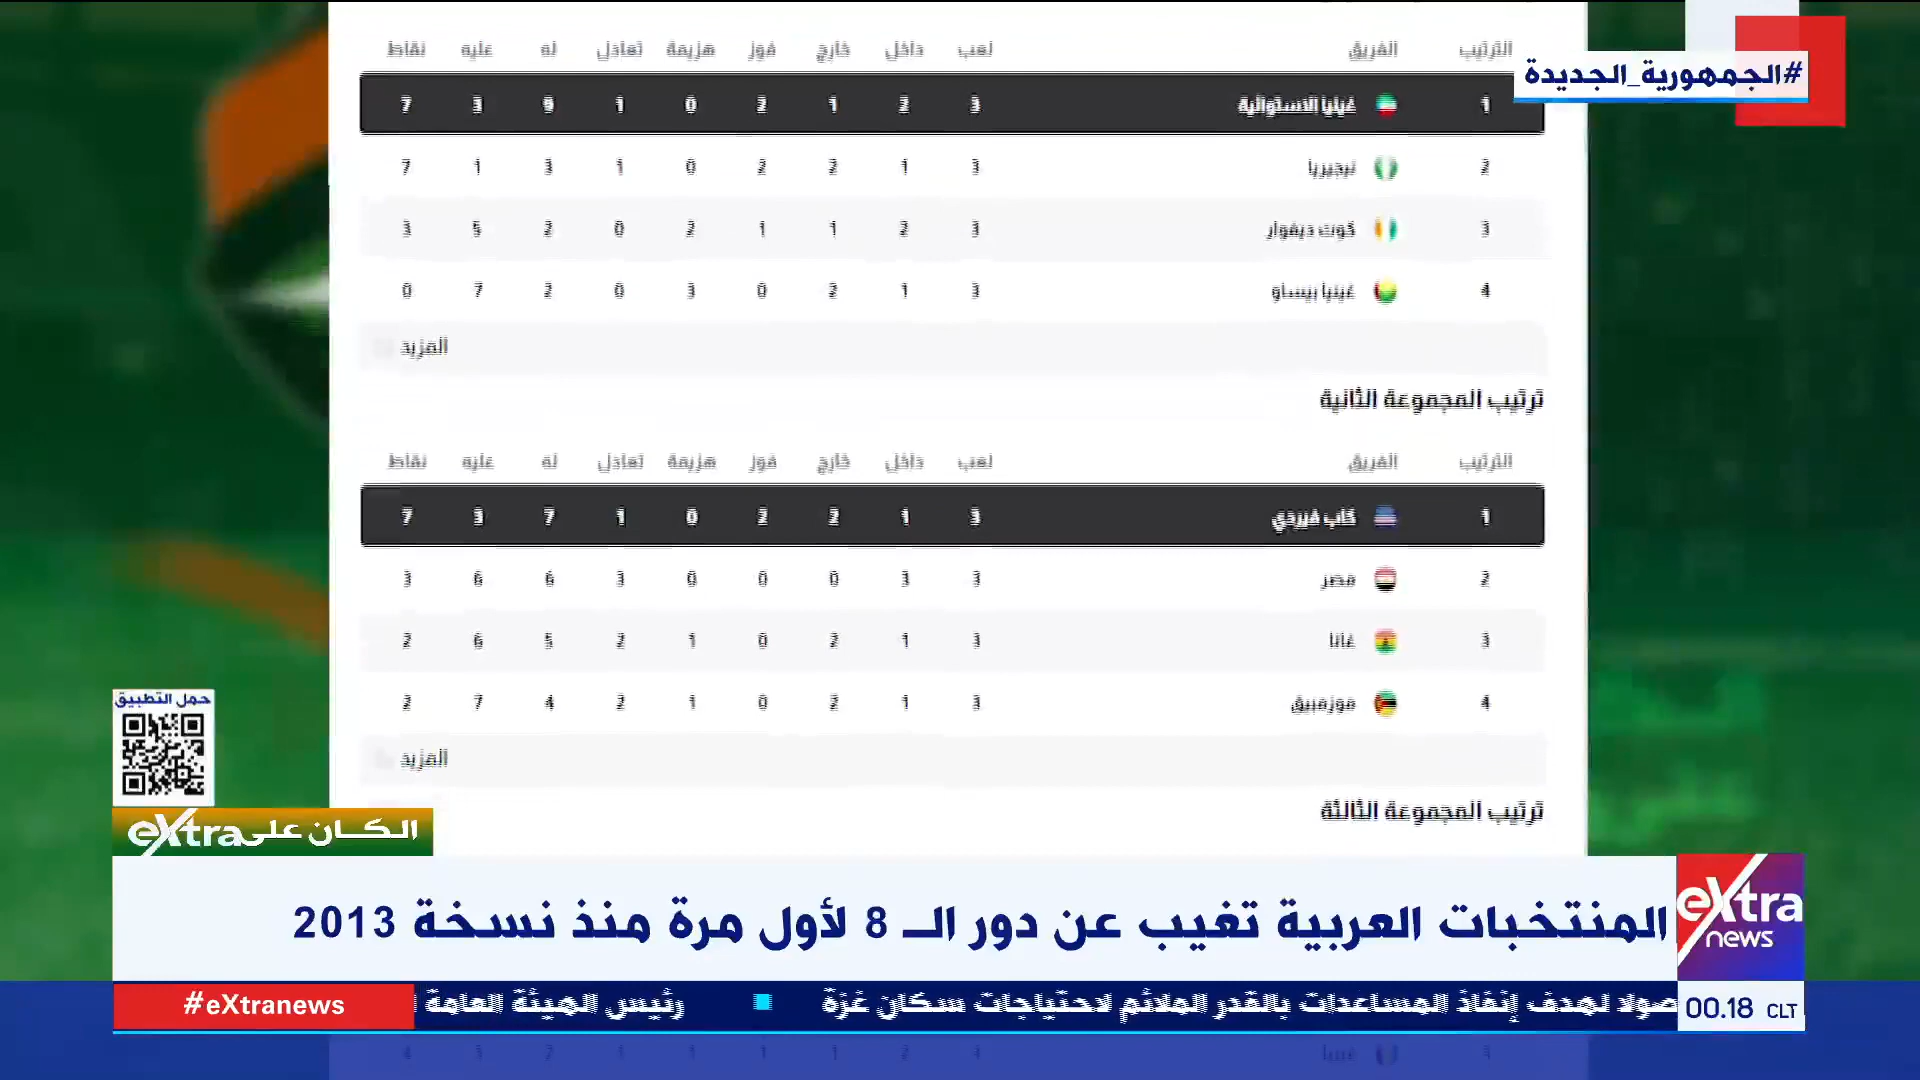 #الجمهورية_الجديدة
الترتيب الفريق لعب داخل خارج فوز هزيمة تعادل له عليه نقاط
1 غينيا الاستوائية 3 2 1 2 0 1 9 3 7
2 نيجيريا 3 1 2 2 0 1 3 1 7
3 كوت ديفوار 3 2 1 1 2 0 2 5 3
4 غينيا بيساو 3 1 2 0 3 0 2 7 0
المزيد
ترتيب المجموعة الثانية
الترتيب الفريق لعب داخل خارج فوز هزيمة تعادل له عليه نقاط
1 كاب فيردي 3 1 2 2 0 1 7 3 7
2 مصر 3 3 0 0 0 3 6 6 3
3 غانا 3 1 2 0 1 2 5 6 2
4 موزمبيق 3 1 2 0 1 2 4 7 2
المزيد
ترتيب المجموعة الثالثة
حمل التطبيق
الكان على eXtra
المنتخبات العربية تغيب عن دور الـ 8 لأول مرة منذ نسخة 2013
eXtra news
صولا لهدف إنفاذ المساعدات بالقدر الملائم لاحتياجات سكان غزة
رئيس الهيئة العامة
#eXtranews
00.18 CLT